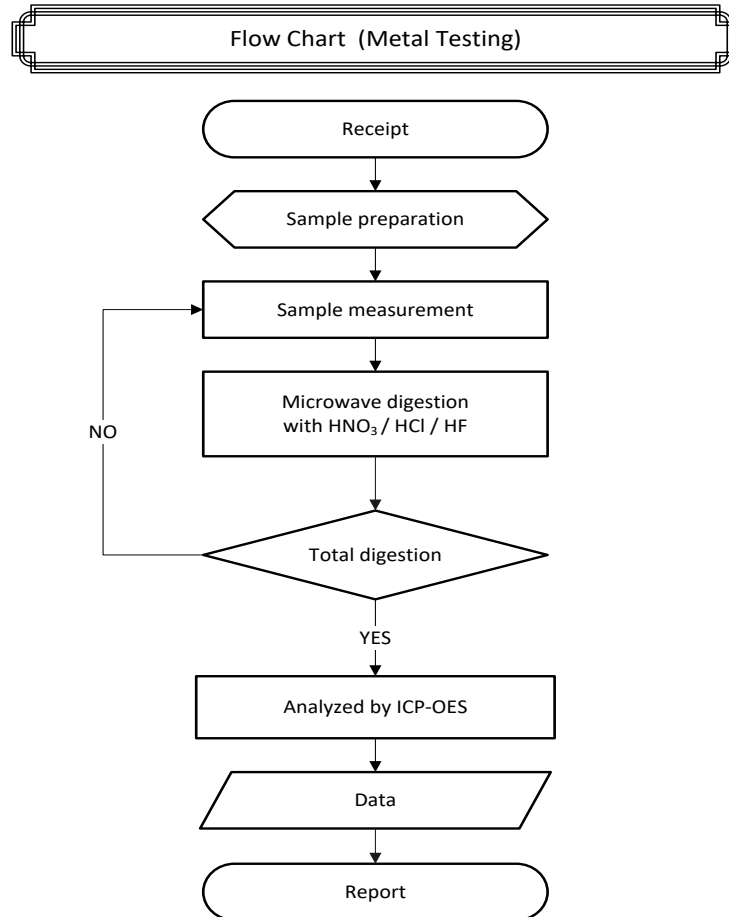 Flow Chart  (Metal Testing)
Receipt
Sample preparation
Sample measurement
Microwave digestion
with HNO₃ / HCl / HF
NO
Total digestion
YES
Analyzed by ICP-OES
Data
Report